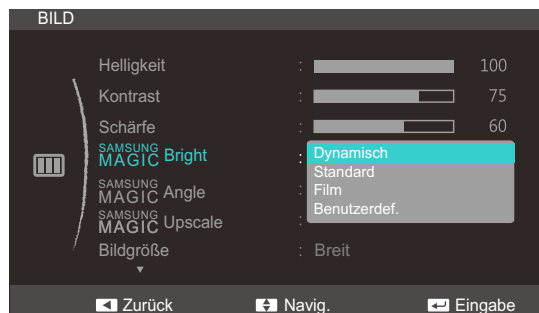 BILD
Helligkeit : 100
Kontrast : 75
Schärfe : 60
SAMSUNG MAGIC Bright : Dynamisch
Standard
SAMSUNG MAGIC Angle : Film
Benutzerdef.
SAMSUNG MAGIC Upscale :
Bildgröße : Breit
Zurück Navig. Eingabe